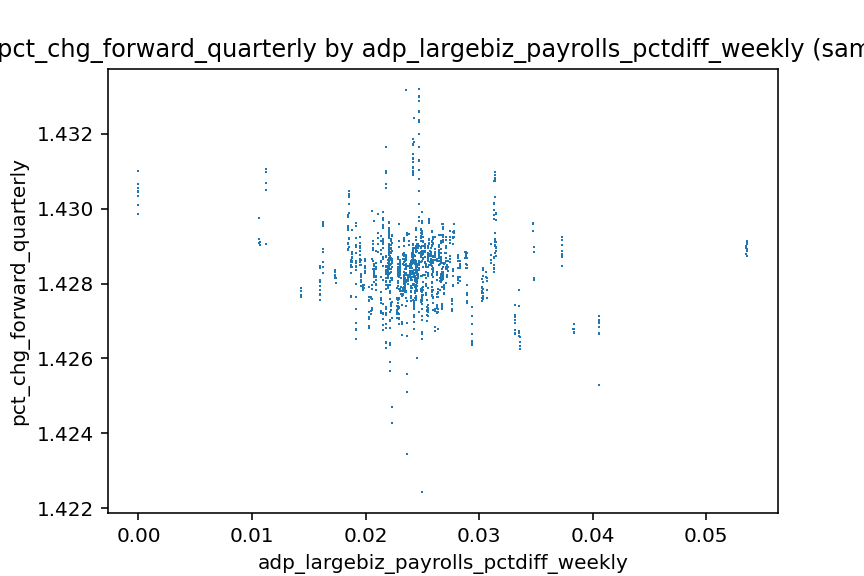 pct_chg_forward_quarterly by adp_largebiz_payrolls_pctdiff_weekly (sam
1.432
1.430
1.428
1.426
1.424
1.422
pct_chg_forward_quarterly
0.00 0.01 0.02 0.03 0.04 0.05
adp_largebiz_payrolls_pctdiff_weekly